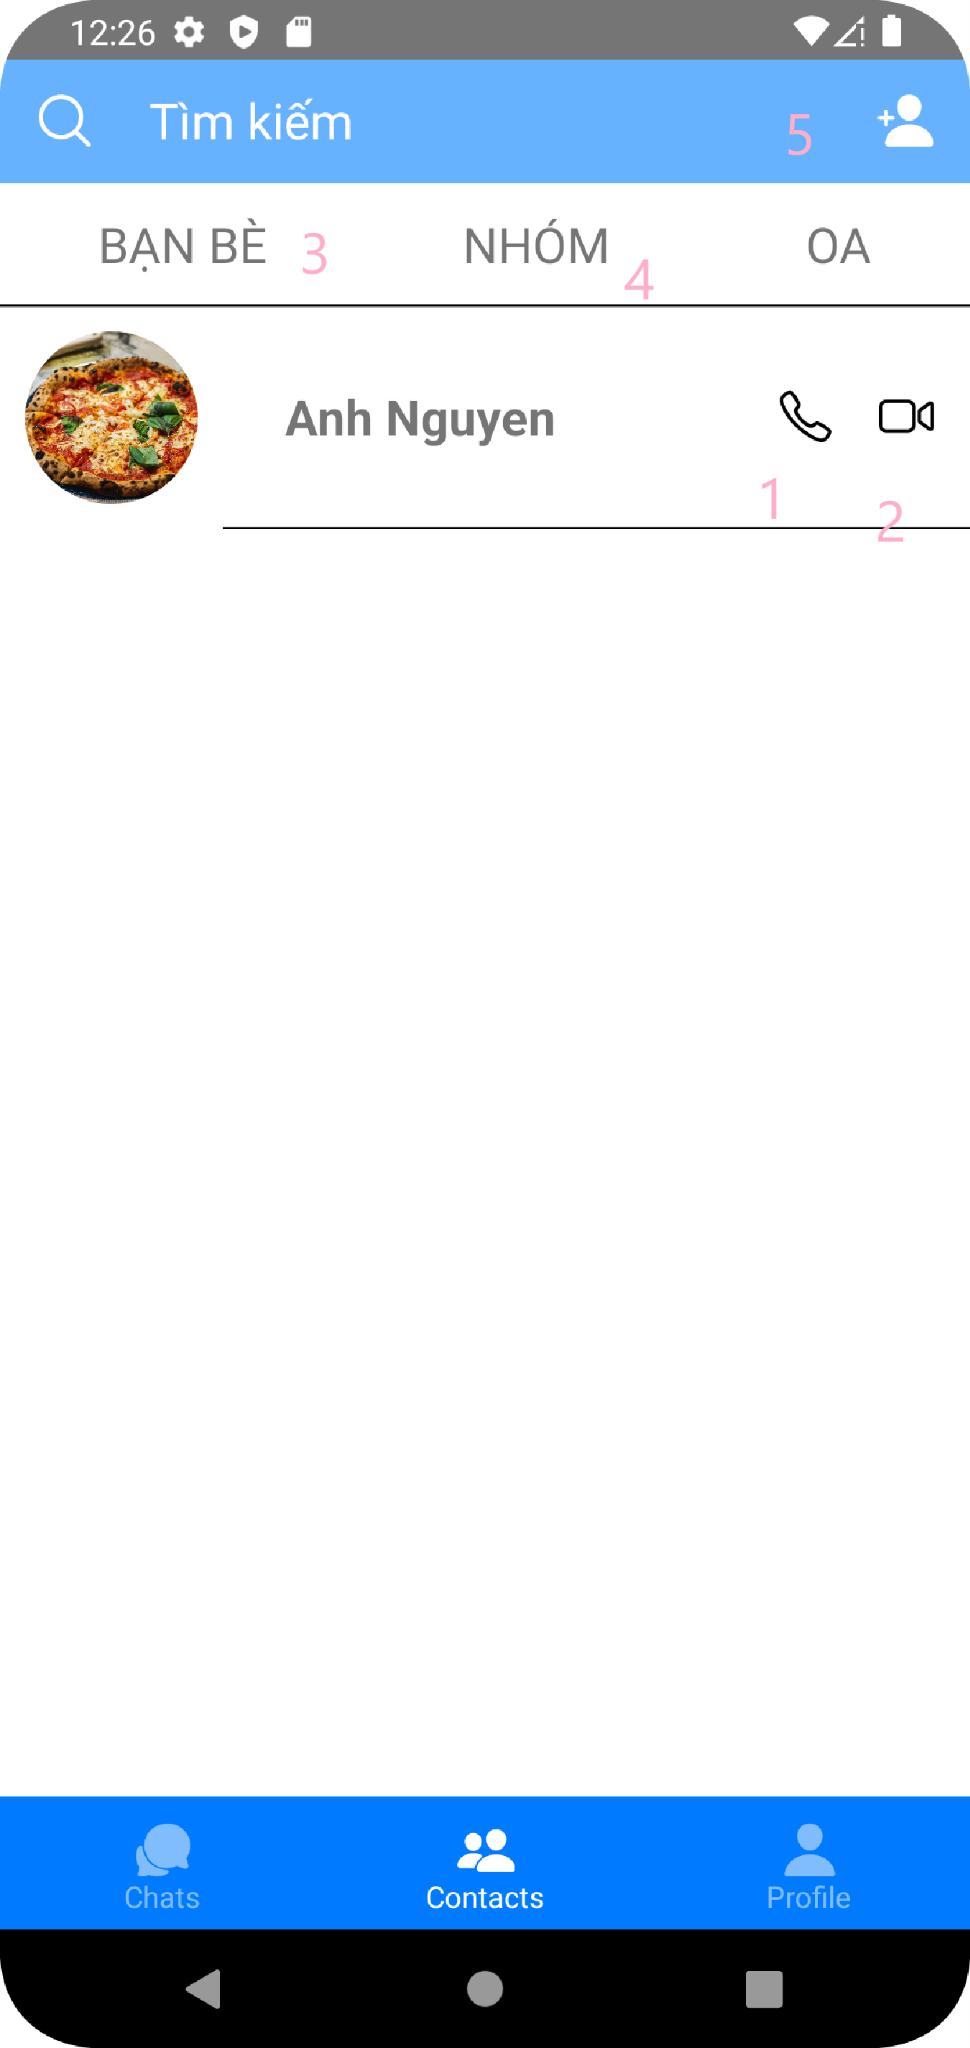 12:26
Tìm kiếm 5
BẠN BÈ 3 NHÓM 4 OA
Anh Nguyen
1 2
Chats Contacts Profile